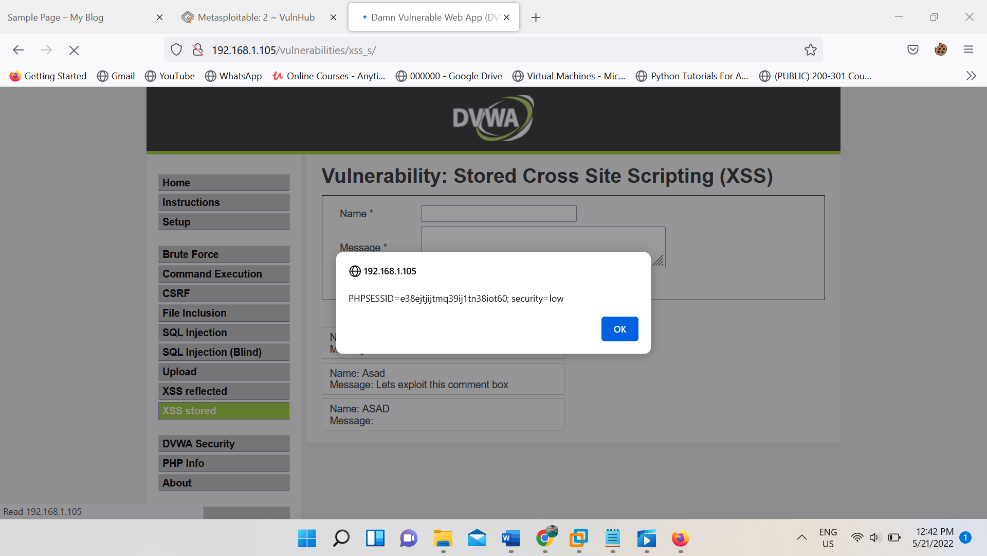 Sample Page – My Blog
Metasploitable: 2 ~ VulnHub
Damn Vulnerable Web App (DV
192.168.1.105/vulnerabilities/xss_s/
Getting Started
Gmail
YouTube
WhatsApp
Online Courses - Anyti...
000000 - Google Drive
Virtual Machines - Mic...
Python Tutorials For A...
(PUBLIC) 200-301 Cou...
DVWA
Home
Instructions
Setup
Brute Force
Command Execution
CSRF
File Inclusion
SQL Injection
SQL Injection (Blind)
Upload
XSS reflected
XSS stored
DVWA Security
PHP Info
About
Vulnerability: Stored Cross Site Scripting (XSS)
Name *
Message *
192.168.1.105
PHPSESSID=e38ejtjijtmq39ij1tn38iot60; security=low
OK
Name: Asad
Message: Lets exploit this comment box
Name: ASAD
Message:
Read 192.168.1.105
ENG
US
12:42 PM
5/21/2022
1